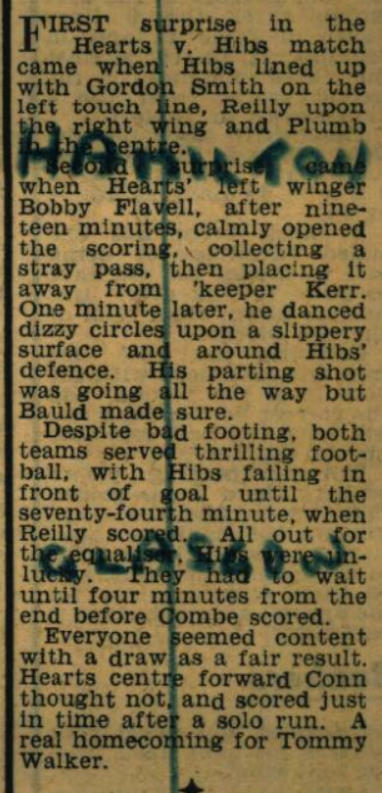 FIRST surprise in the
Hearts v. Hibs match
came when Hibs lined up
with Gordon Smith on the
left touch line, Reilly upon
the right wing and Plumb
in the centre.
HAMILTON
Second surprise came
when Hearts' left winger
Bobby Flavell, after nine-
teen minutes, calmly opened
the scoring, collecting a
stray pass, then placing it
away from 'keeper Kerr.
One minute later, he danced
dizzy circles upon a slippery
surface and around Hibs'
defence. His parting shot
was going all the way but
Bauld made sure.
Despite bad footing, both
teams served thrilling foot-
ball, with Hibs failing in
front of goal until the
seventy-fourth minute, when
Reilly scored. All out for
the equaliser, Hibs were un-
lucky. They had to wait
until four minutes from the
end before Combe scored.
Everyone seemed content
with a draw as a fair result.
Hearts centre forward Conn
thought not, and scored just
in time after a solo run. A
real homecoming for Tommy
Walker.